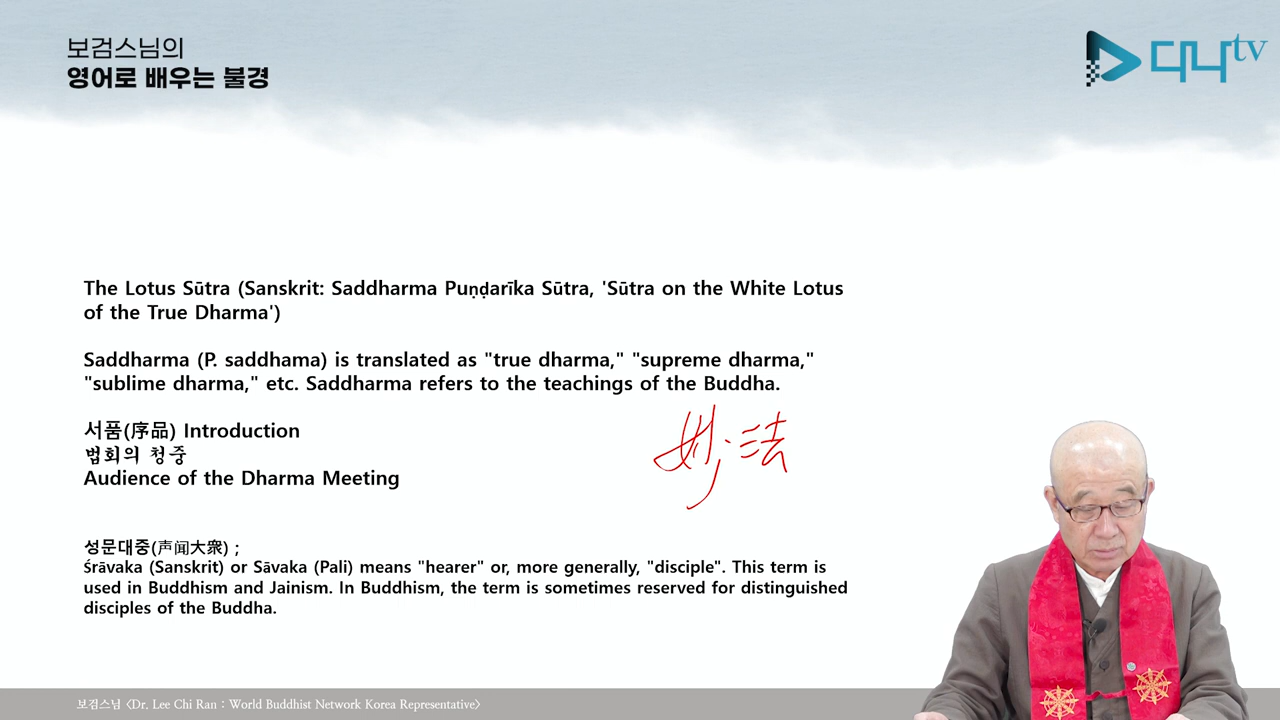 보검스님의
영어로 배우는 불경
다나tv
The Lotus Sūtra (Sanskrit: Saddharma Puṇḍarīka Sūtra, 'Sūtra on the White Lotus
of the True Dharma')
Saddharma (P. saddhama) is translated as "true dharma," "supreme dharma,"
"sublime dharma," etc. Saddharma refers to the teachings of the Buddha.
서품(序品) Introduction
법회의 청중
Audience of the Dharma Meeting
妙法
성문대중(声闻大衆) ;
Śrāvaka (Sanskrit) or Sāvaka (Pali) means "hearer" or, more generally, "disciple". This term is
used in Buddhism and Jainism. In Buddhism, the term is sometimes reserved for distinguished
disciples of the Buddha.
보검스님 <Dr. Lee Chi Ran : World Buddhist Network Korea Representative>